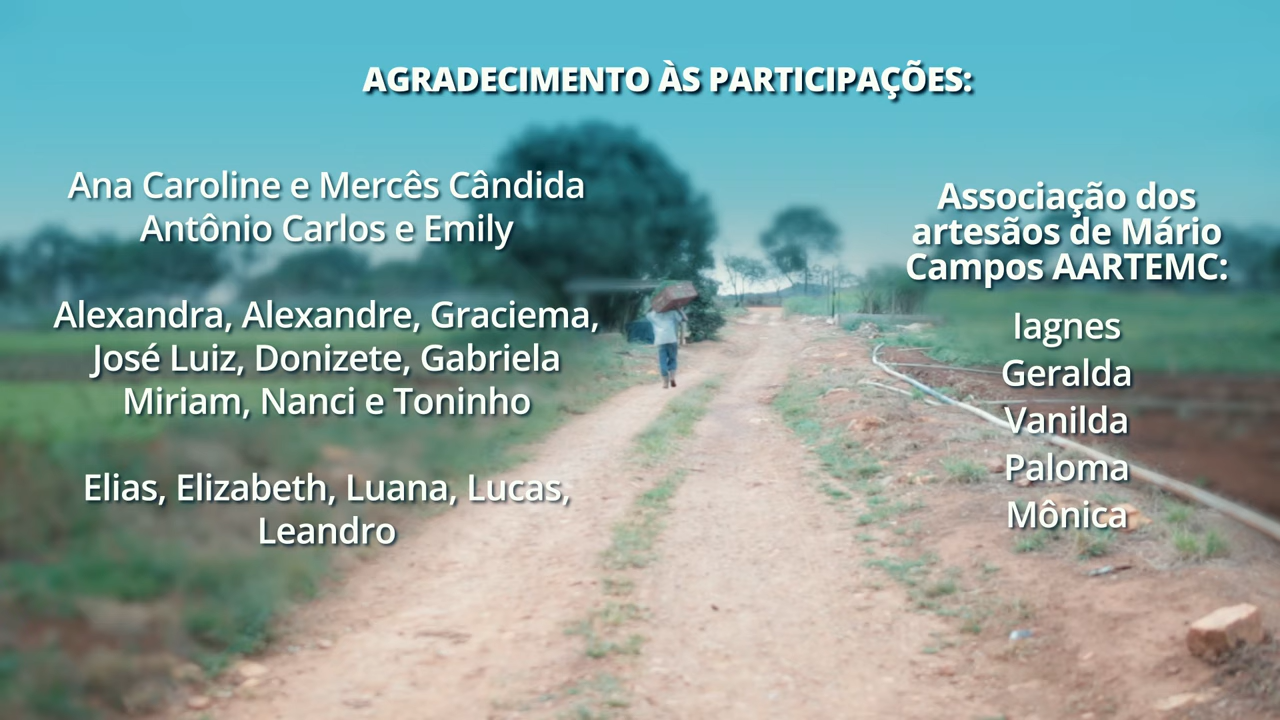 AGRADECIMENTO ÀS PARTICIPAÇÕES:
Ana Caroline e Mercês Cândida
Antônio Carlos e Emily
Alexandra, Alexandre, Graciema,
José Luiz, Donizete, Gabriela
Miriam, Nanci e Toninho
Elias, Elizabeth, Luana, Lucas,
Leandro
Associação dos
artesãos de Mário
Campos AARTEMC:
Iagnes
Geralda
Vanilda
Paloma
Mônica